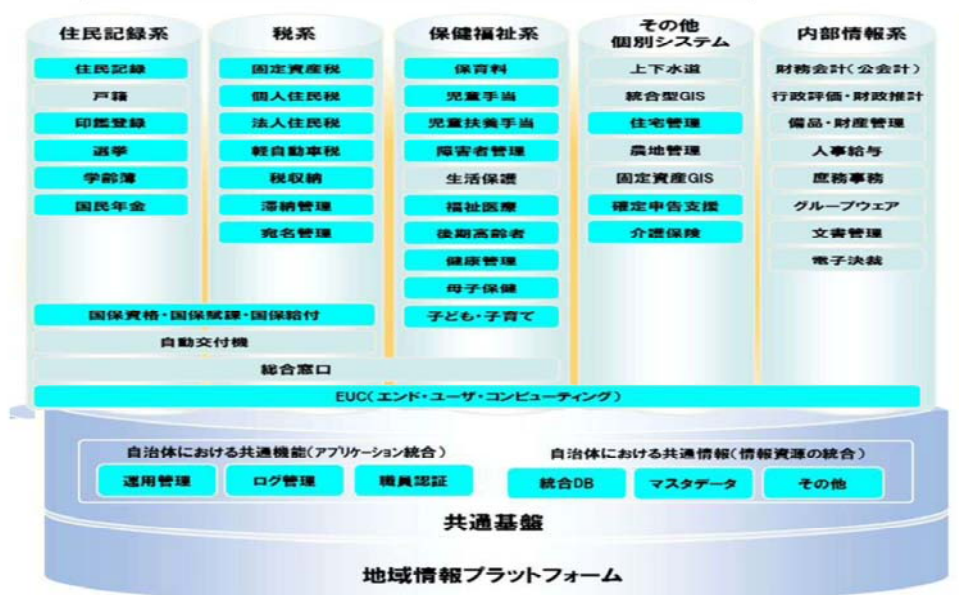 住民記録系
住民記録
戸籍
印鑑登録
選挙
学齢簿
国民年金
税系
固定資産税
個人住民税
法人住民税
軽自動車税
税収納
滞納管理
宛名管理
保健福祉系
保育料
児童手当
児童扶養手当
障害者管理
生活保護
福祉医療
後期高齢者
健康管理
母子保健
子ども・子育て
その他
個別システム
上下水道
統合型GIS
住宅管理
農地管理
固定資産GIS
確定申告支援
介護保険
内部情報系
財務会計(公会計)
行政評価・財政推計
備品・財産管理
人事給与
庶務事務
グループウェア
文書管理
電子決裁
国保資格・国保賦課・国保給付
自動交付機
総合窓口
EUC(エンド・ユーザ・コンピューティング)
自治体における共通機能(アプリケーション統合)
運用管理
ログ管理
職員認証
自治体における共通情報(情報資源の統合)
統合DB
マスタデータ
その他
共通基盤
地域情報プラットフォーム